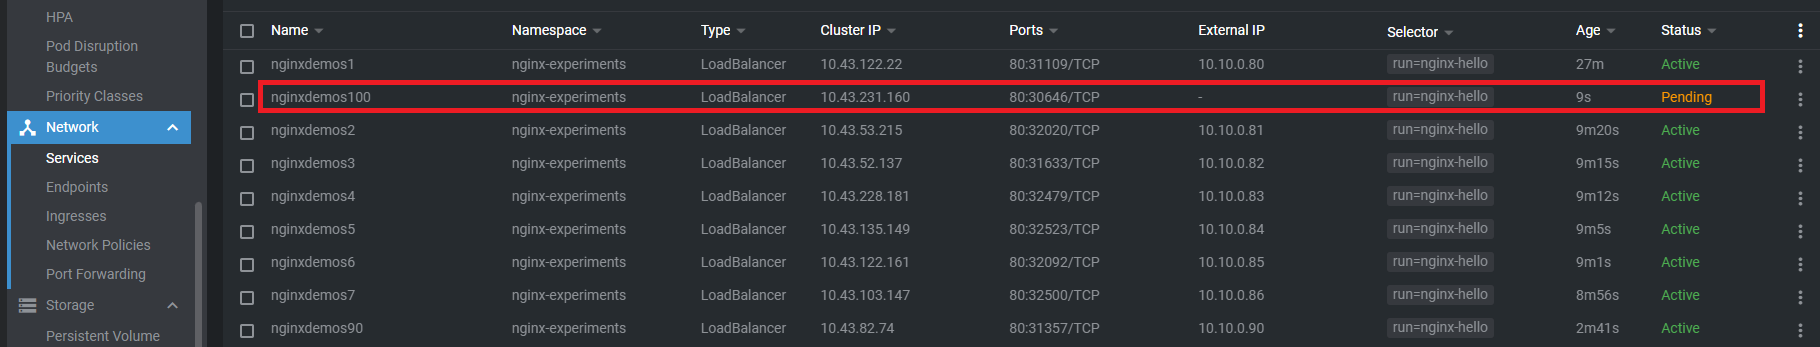 HPA
Pod Disruption
Budgets
Priority Classes
Network
Services
Endpoints
Ingresses
Network Policies
Port Forwarding
Storage
Persistent Volume
Name Namespace Type Cluster IP Ports External IP Selector Age Status
nginxdemos1 nginx-experiments LoadBalancer 10.43.122.22 80:31109/TCP 10.10.0.80 run=nginx-hello 27m Active
nginxdemos100 nginx-experiments LoadBalancer 10.43.231.160 80:30646/TCP - run=nginx-hello 9s Pending
nginxdemos2 nginx-experiments LoadBalancer 10.43.53.215 80:32020/TCP 10.10.0.81 run=nginx-hello 9m20s Active
nginxdemos3 nginx-experiments LoadBalancer 10.43.52.137 80:31633/TCP 10.10.0.82 run=nginx-hello 9m15s Active
nginxdemos4 nginx-experiments LoadBalancer 10.43.228.181 80:32479/TCP 10.10.0.83 run=nginx-hello 9m12s Active
nginxdemos5 nginx-experiments LoadBalancer 10.43.135.149 80:32523/TCP 10.10.0.84 run=nginx-hello 9m5s Active
nginxdemos6 nginx-experiments LoadBalancer 10.43.122.161 80:32092/TCP 10.10.0.85 run=nginx-hello 9m1s Active
nginxdemos7 nginx-experiments LoadBalancer 10.43.103.147 80:32500/TCP 10.10.0.86 run=nginx-hello 8m56s Active
nginxdemos90 nginx-experiments LoadBalancer 10.43.82.74 80:31357/TCP 10.10.0.90 run=nginx-hello 2m41s Active